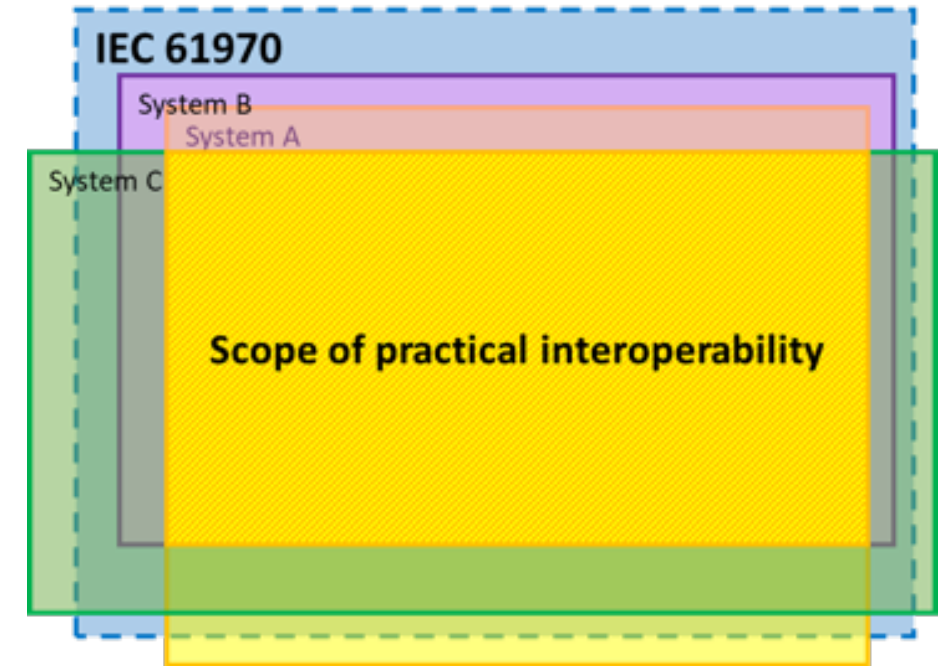 IEC 61970
System B
System A
System C
Scope of practical interoperability